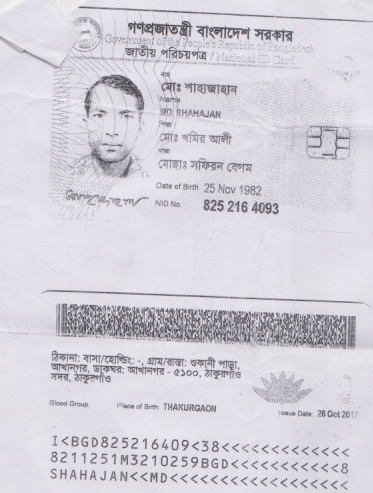 গণপ্রজাতন্ত্রী বাংলাদেশ সরকার
Government of the People's Republic of Bangladesh
জাতীয় পরিচয়পত্র / National ID Card
নাম
মোঃ শাহাজাহান
Name
MD SHAHAJAN
পিতা
মোঃ খমির আলী
মাতা
মোছাঃ সফিরন বেগম
Date of Birth 25 Nov 1982
NID No. 825 216 4093
ঠিকানা: বাসা/হোল্ডিং: -, গ্রাম/রাস্তা: শুকানী পাড়া,
আখানগর, ডাকঘর: আখানগর - ৫১০০, ঠাকুরগাঁও
সদর, ঠাকুরগাঁও
Blood Group: Place of Birth: THAKURGAON Issue Date: 26 Oct 2017
I<BGD825216409<38<<<<<<<<<<<<<
8211251M3210259BGD<<<<<<<<<<<8
SHAHAJAN<<MD<<<<<<<<<<<<<<<<<<